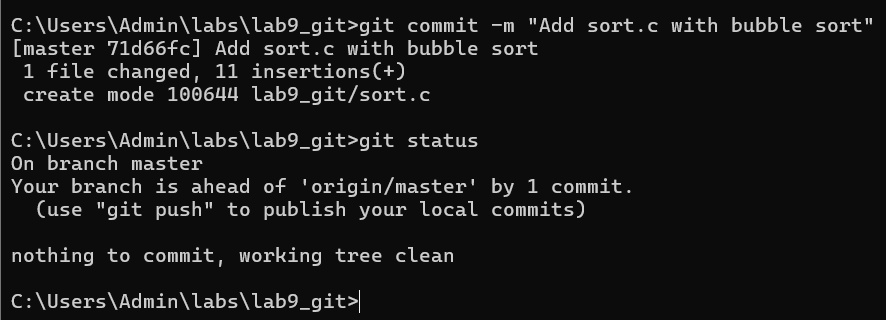 C:\Users\Admin\labs\lab9_git>git commit -m "Add sort.c with bubble sort"
[master 71d66fc] Add sort.c with bubble sort
 1 file changed, 11 insertions(+)
 create mode 100644 lab9_git/sort.c

C:\Users\Admin\labs\lab9_git>git status
On branch master
Your branch is ahead of 'origin/master' by 1 commit.
  (use "git push" to publish your local commits)

nothing to commit, working tree clean

C:\Users\Admin\labs\lab9_git>